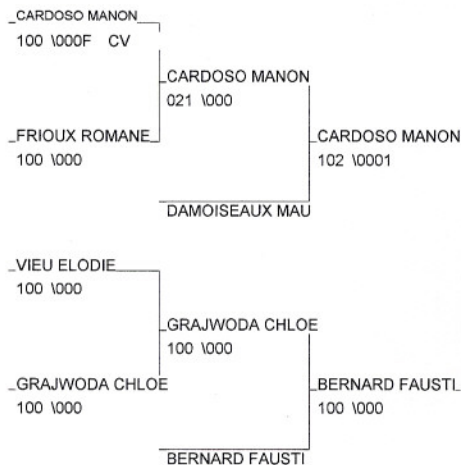 CARDOSO MANON
100 \000F CV
CARDOSO MANON
021 \000
FRIOUX ROMANE
100 \000
CARDOSO MANON
102 \0001
DAMOISEAUX MAU
VIEU ELODIE
100 \000
GRAJWODA CHLOE
100 \000
GRAJWODA CHLOE
100 \000
BERNARD FAUSTI
100 \000
BERNARD FAUSTI